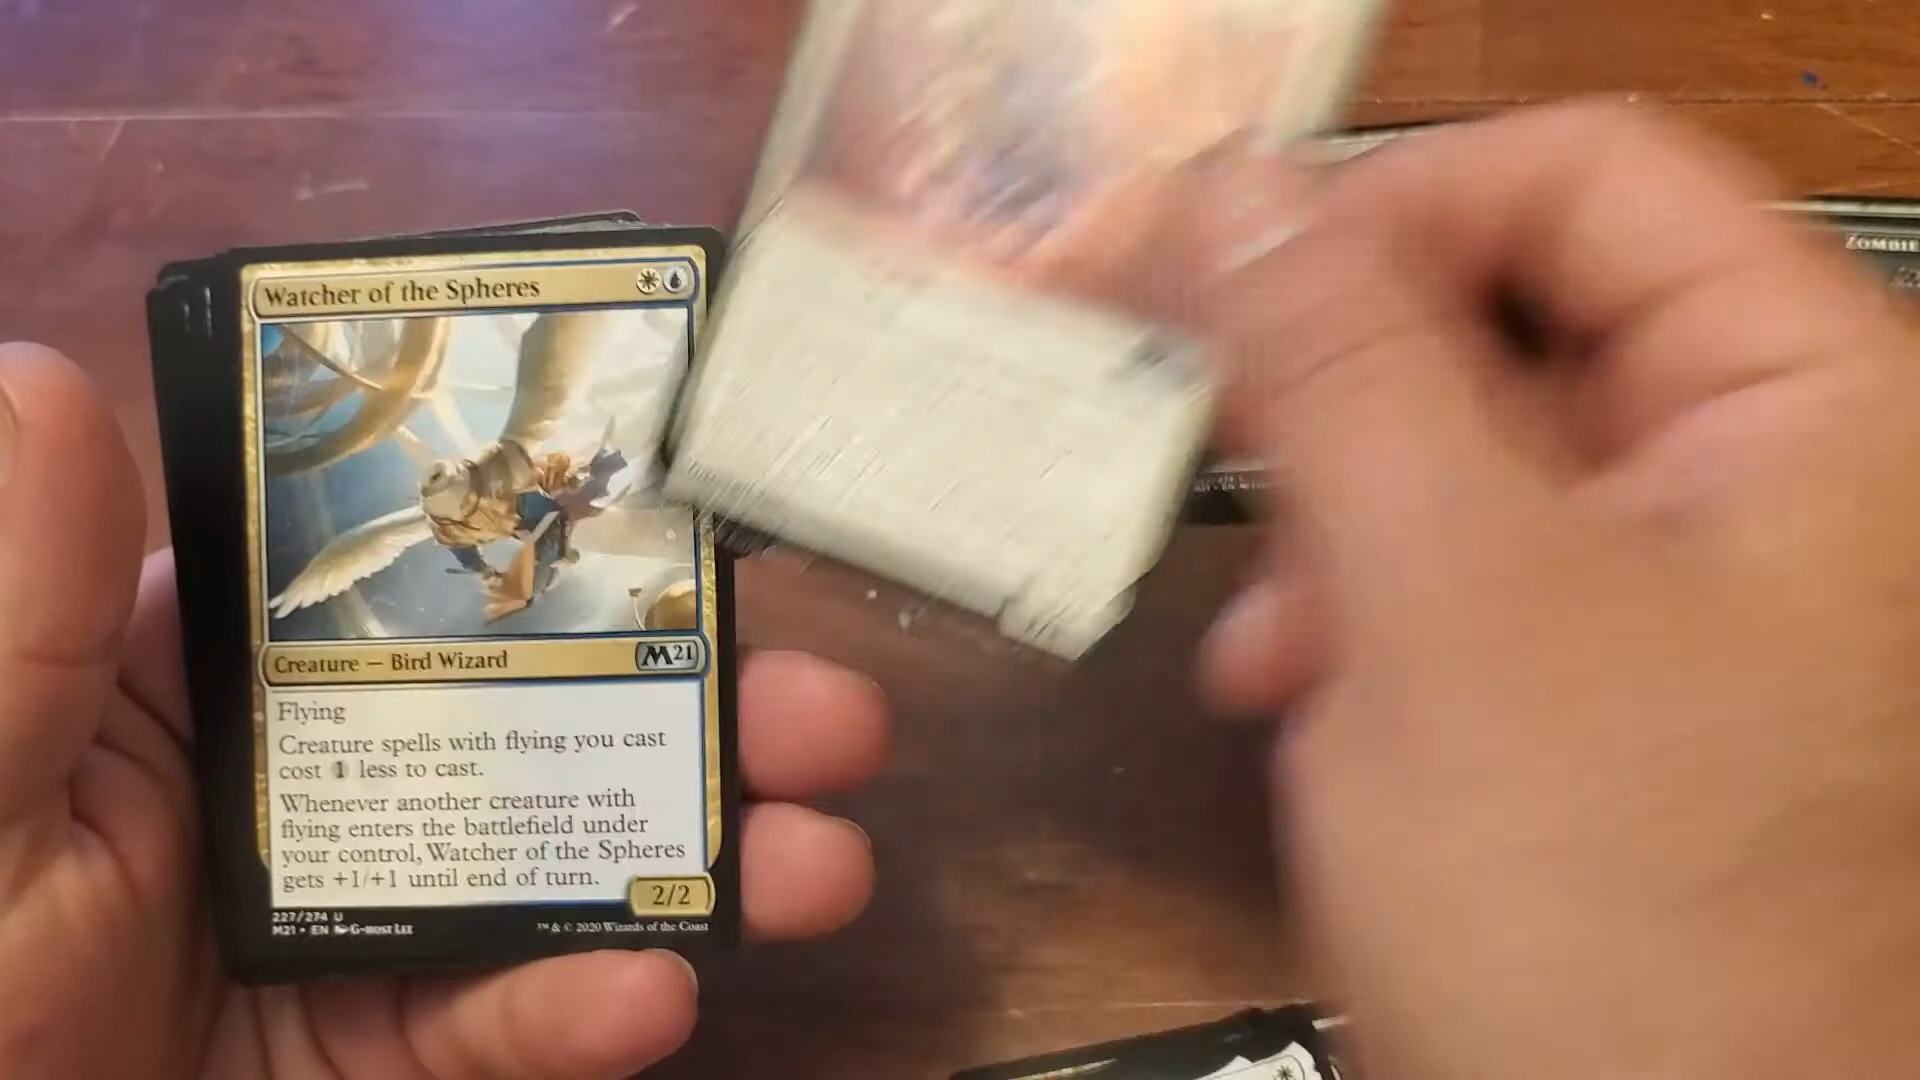 Watcher of the Spheres
Creature — Bird Wizard
M21
Flying
Creature spells with flying you cast
cost 1 less to cast.
Whenever another creature with
flying enters the battlefield under
your control, Watcher of the Spheres
gets +1/+1 until end of turn.
2/2
227/274 U
M21 • EN G-host Lee
™ & © 2020 Wizards of the Coast
Zombie